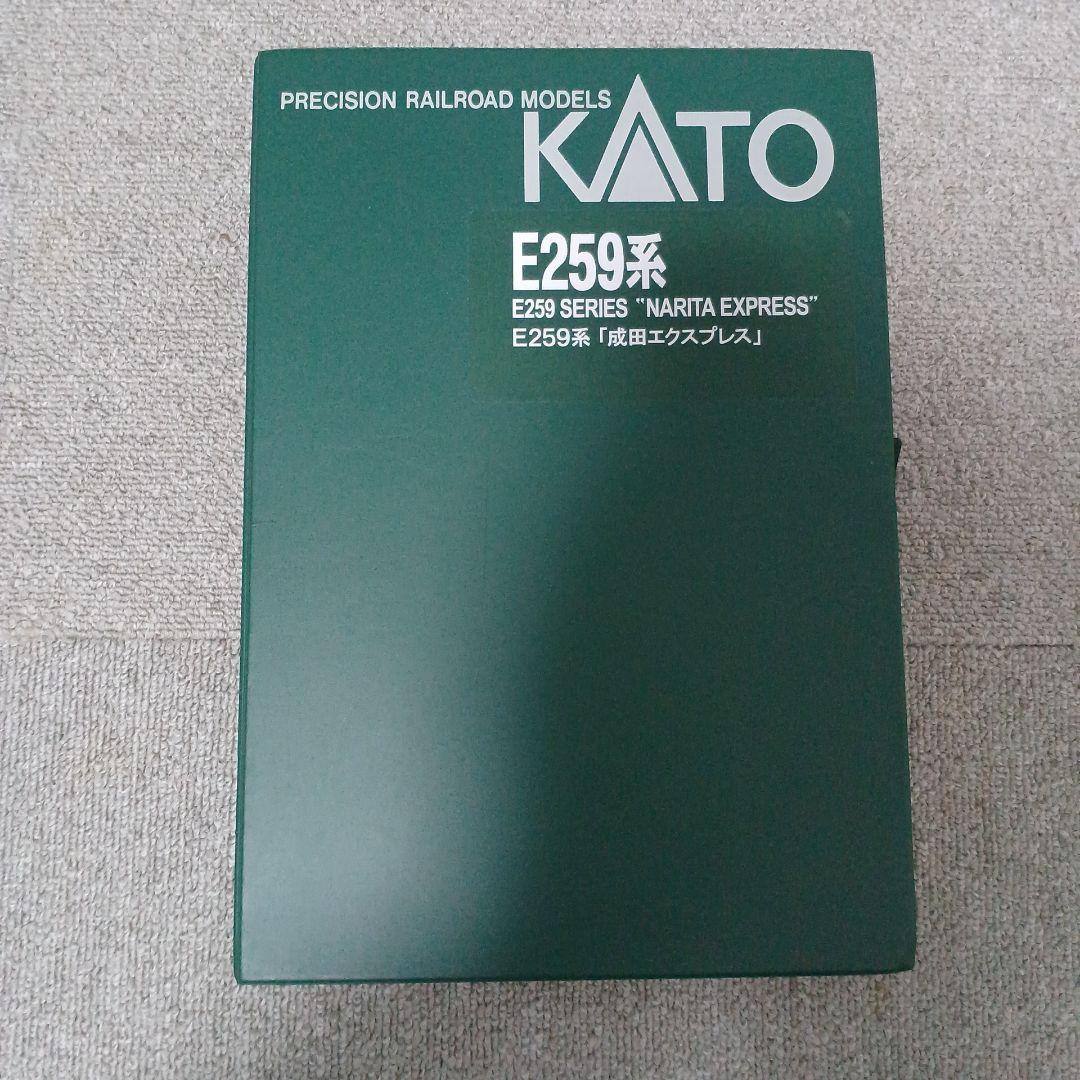 PRECISION RAILROAD MODELS
KATO
E259系
E259 SERIES “NARITA EXPRESS”
E259系「成田エクスプレス」